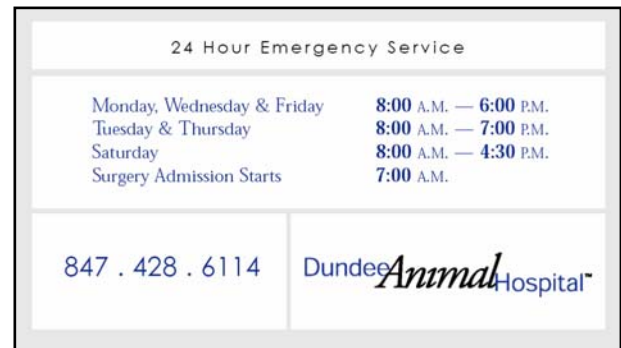 24 Hour Emergency Service
Monday, Wednesday & Friday 8:00 A.M. — 6:00 P.M.
Tuesday & Thursday 8:00 A.M. — 7:00 P.M.
Saturday 8:00 A.M. — 4:30 P.M.
Surgery Admission Starts 7:00 A.M.
847 . 428 . 6114
Dundee Animal Hospital™